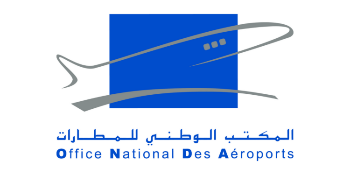 المكتب الوطني للمطارات
Office National Des Aéroports